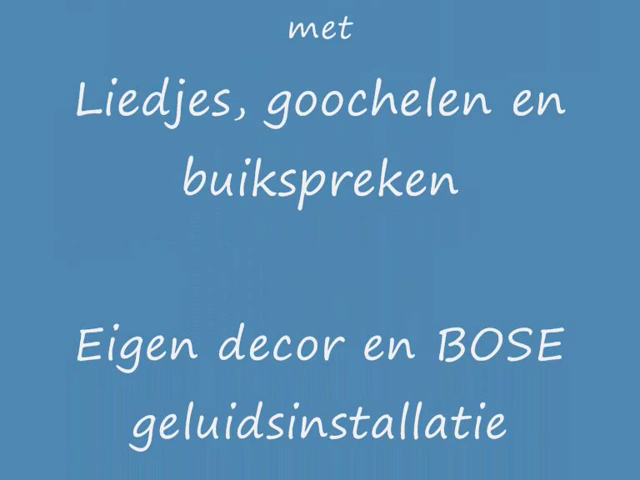 met
Liedjes, goochelen en
buikspreken
Eigen decor en BOSE
geluidsinstallatie